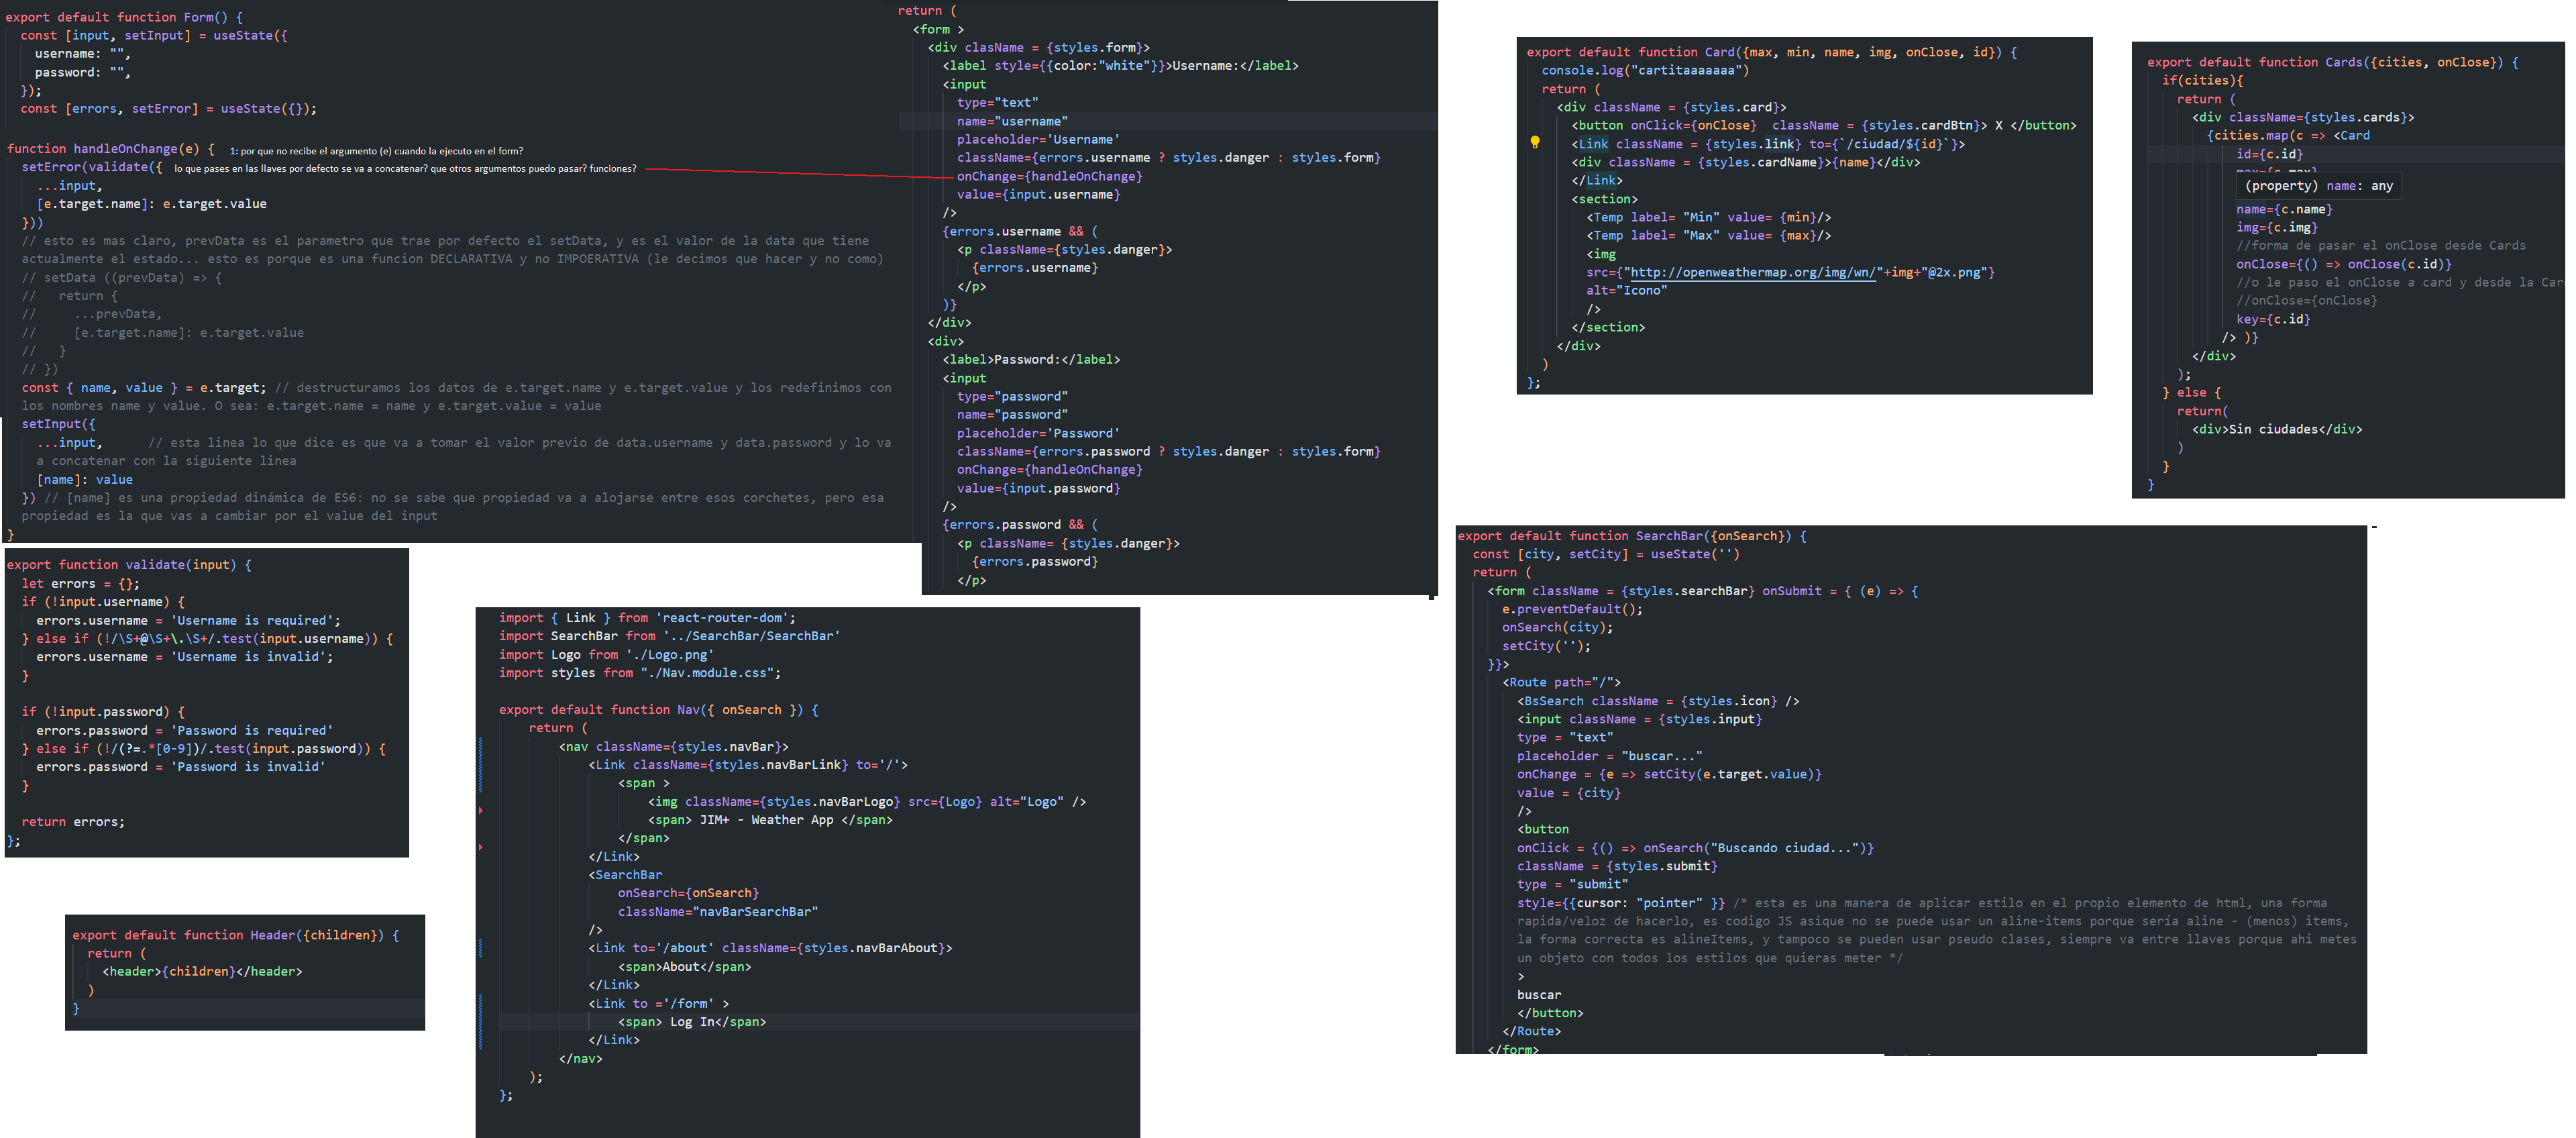 export default function Form() {
const [input, setInput] = useState({
username: "",
password: "",
});
const [errors, setError] = useState({});
function handleOnChange(e) { 1: por que no recibe el argumento (e) cuando la ejecuto en el form?
setError(validate({ lo que pases en las llaves por defecto se va a concatenar? que otros argumentos puedo pasar? funciones?
...input,
[e.target.name]: e.target.value
}))
// esto es mas claro, prevData es el parametro que trae por defecto el setData, y es el valor de la data que tiene
actualmente el estado... esto es porque es una funcion DECLARATIVA y no IMPOERATIVA (le decimos que hacer y no como)
// setData ((prevData) => {
//   return {
//     ...prevData,
//     [e.target.name]: e.target.value
//   }
// })
const { name, value } = e.target; // destructuramos los datos de e.target.name y e.target.value y los redefinimos con
los nombres name y value. O sea: e.target.name = name y e.target.value = value
setInput({
...input,      // esta linea lo que dice es que va a tomar el valor previo de data.username y data.password y lo va
a concatenar con la siguiente linea
[name]: value
}) // [name] es una propiedad dinámica de ES6: no se sabe que propiedad va a alojarse entre esos corchetes, pero esa
propiedad es la que vas a cambiar por el value del input
}
return (
<form >
<div clasName = {styles.form}>
<label style={{color:"white"}}>Username:</label>
<input
type="text"
name="username"
placeholder='Username'
className={errors.username ? styles.danger : styles.form}
onChange={handleOnChange}
value={input.username}
/>
{errors.username && (
<p className={styles.danger}>
{errors.username}
</p>
)}
</div>
<div>
<label>Password:</label>
<input
type="password"
name="password"
placeholder='Password'
className={errors.password ? styles.danger : styles.form}
onChange={handleOnChange}
value={input.password}
/>
{errors.password && (
<p className= {styles.danger}>
{errors.password}
</p>
export default function Card({max, min, name, img, onClose, id}) {
console.log("cartitaaaaaaa")
return (
<div className = {styles.card}>
<button onClick={onClose}  className = {styles.cardBtn}> X </button>
<Link className = {styles.link} to={`/ciudad/${id}`}>
<div className = {styles.cardName}>{name}</div>
</Link>
<section>
<Temp label= "Min" value= {min}/>
<Temp label= "Max" value= {max}/>
<img
src={"http://openweathermap.org/img/wn/"+img+"@2x.png"}
alt="Icono"
/>
</section>
</div>
)
};
export default function Cards({cities, onClose}) {
if(cities){
return (
<div className={styles.cards}>
{cities.map(c => <Card
id={c.id}
(property) name: any
name={c.name}
img={c.img}
//forma de pasar el onClose desde Cards
onClose={() => onClose(c.id)}
//o le paso el onClose a card y desde la
//onClose={onClose}
key={c.id}
/> )}
</div>
);
} else {
return(
<div>Sin ciudades</div>
)
}
}
export function validate(input) {
let errors = {};
if (!input.username) {
errors.username = 'Username is required';
} else if (!/\S+@\S+\.\S+/.test(input.username)) {
errors.username = 'Username is invalid';
}
if (!input.password) {
errors.password = 'Password is required'
} else if (!/(?=.*[0-9])/.test(input.password)) {
errors.password = 'Password is invalid'
}
return errors;
};
export default function Header({children}) {
return (
<header>{children}</header>
)
}
import { Link } from 'react-router-dom';
import SearchBar from '../SearchBar/SearchBar'
import Logo from './Logo.png'
import styles from "./Nav.module.css";
export default function Nav({ onSearch }) {
return (
<nav className={styles.navBar}>
<Link className={styles.navBarLink} to='/'>
<span >
<img className={styles.navBarLogo} src={Logo} alt="Logo" />
<span> JIM+ - Weather App </span>
</span>
</Link>
<SearchBar
onSearch={onSearch}
className="navBarSearchBar"
/>
<Link to='/about' className={styles.navBarAbout}>
<span>About</span>
</Link>
<Link to ='/form' >
<span> Log In</span>
</Link>
</nav>
);
};
export default function SearchBar({onSearch}) {
const [city, setCity] = useState('')
return (
<form className = {styles.searchBar} onSubmit = { (e) => {
e.preventDefault();
onSearch(city);
setCity('');
}}>
<Route path="/">
<BsSearch className = {styles.icon} />
<input className = {styles.input}
type = "text"
placeholder = "buscar..."
onChange = {e => setCity(e.target.value)}
value = {city}
/>
<button
onClick = {() => onSearch("Buscando ciudad...")}
className = {styles.submit}
type = "submit"
style={{cursor: "pointer" }} /* esta es una manera de aplicar estilo en el propio elemento de html, una forma
rapida/veloz de hacerlo, es codigo JS asique no se puede usar un aline-items porque sería aline - (menos) items,
la forma correcta es alineItems, y tampoco se pueden usar pseudo clases, siempre va entre llaves porque ahi metes
un objeto con todos los estilos que quieras meter */
>
buscar
</button>
</Route>
</form>